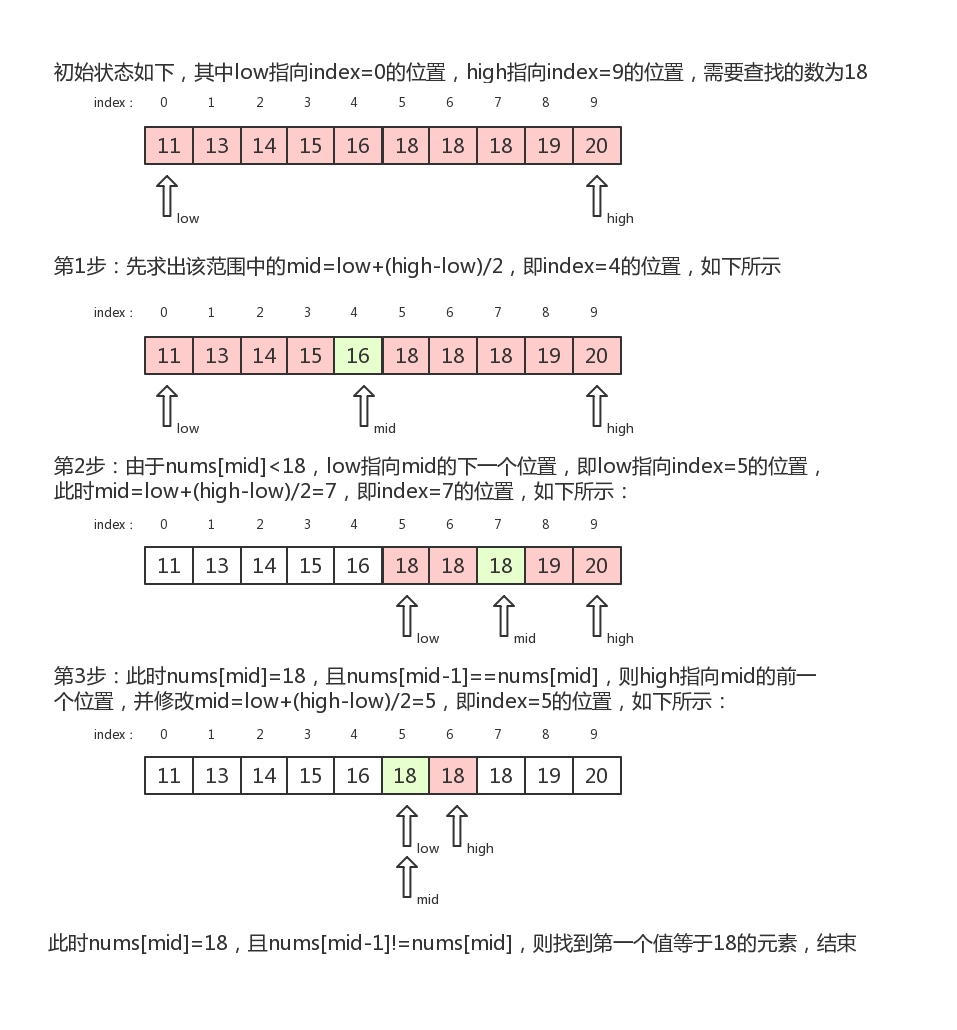 初始状态如下，其中low指向index=0的位置，high指向index=9的位置，需要查找的数为18
index： 0 1 2 3 4 5 6 7 8 9
11 13 14 15 16 18 18 18 19 20
low high
第1步：先求出该范围中的mid=low+(high-low)/2，即index=4的位置，如下所示
index： 0 1 2 3 4 5 6 7 8 9
11 13 14 15 16 18 18 18 19 20
low mid high
第2步：由于nums[mid]<18，low指向mid的下一个位置，即low指向index=5的位置，
此时mid=low+(high-low)/2=7，即index=7的位置，如下所示：
index： 0 1 2 3 4 5 6 7 8 9
11 13 14 15 16 18 18 18 19 20
low mid high
第3步：此时nums[mid]=18，且nums[mid-1]==nums[mid]，则high指向mid的前一
个位置，并修改mid=low+(high-low)/2=5，即index=5的位置，如下所示：
index： 0 1 2 3 4 5 6 7 8 9
11 13 14 15 16 18 18 18 19 20
low high
mid
此时nums[mid]=18，且nums[mid-1]!=nums[mid]，则找到第一个值等于18的元素，结束